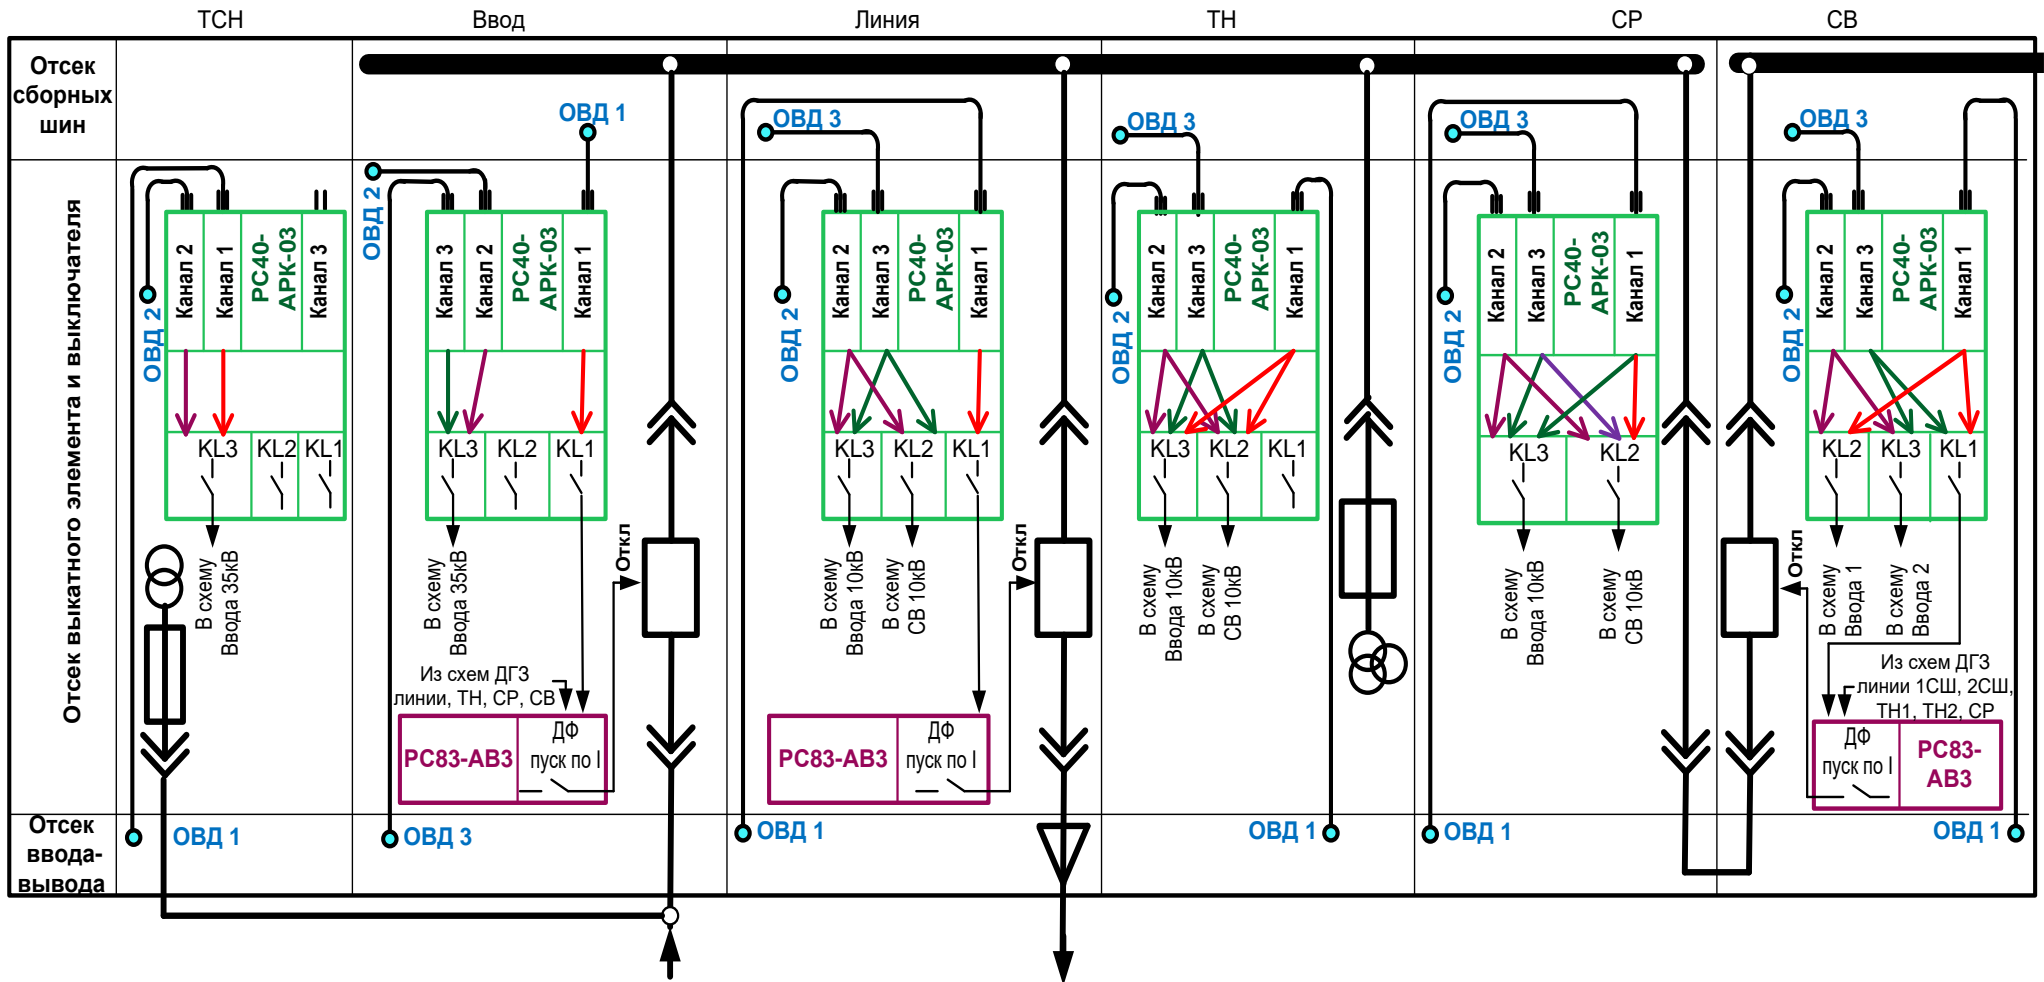 ТСН
Ввод
Линия
ТН
СР
СВ
Отсек
сборных
шин
Отсек выкатного элемента и выключателя
Отсек
ввода-
вывода
ОВД 2
Канал 2
Канал 1
РС40-
АРК-03
Канал 3
KL3
KL2
KL1
В схему
Ввода 35кВ
ОВД 1
ОВД 1
ОВД 2
Канал 3
Канал 2
РС40-
АРК-03
Канал 1
KL3
KL2
KL1
В схему
Ввода 35кВ
Откл
Из схем ДГЗ
линии, ТН, СР, СВ
РС83-АВ3
ДФ
пуск по I
ОВД 3
ОВД 3
ОВД 2
Канал 2
Канал 3
РС40-
АРК-03
Канал 1
KL3
KL2
KL1
В схему
Ввода 10кВ
В схему
СВ 10кВ
Откл
РС83-АВ3
ДФ
пуск по I
ОВД 1
ОВД 3
ОВД 2
Канал 2
Канал 3
РС40-
АРК-03
Канал 1
KL3
KL2
KL1
В схему
Ввода 10кВ
В схему
СВ 10кВ
ОВД 1
ОВД 3
ОВД 2
Канал 2
Канал 3
РС40-
АРК-03
Канал 1
KL3
KL2
В схему
Ввода 10кВ
В схему
СВ 10кВ
ОВД 1
ОВД 3
ОВД 2
Канал 2
Канал 3
РС40-
АРК-03
Канал 1
KL2
KL3
KL1
Откл
В схему
Ввода 1
В схему
Ввода 2
Из схем ДГЗ
линии 1СШ, 2СШ,
ТН1, ТН2, СР
ДФ
пуск по I
РС83-
АВ3
ОВД 1